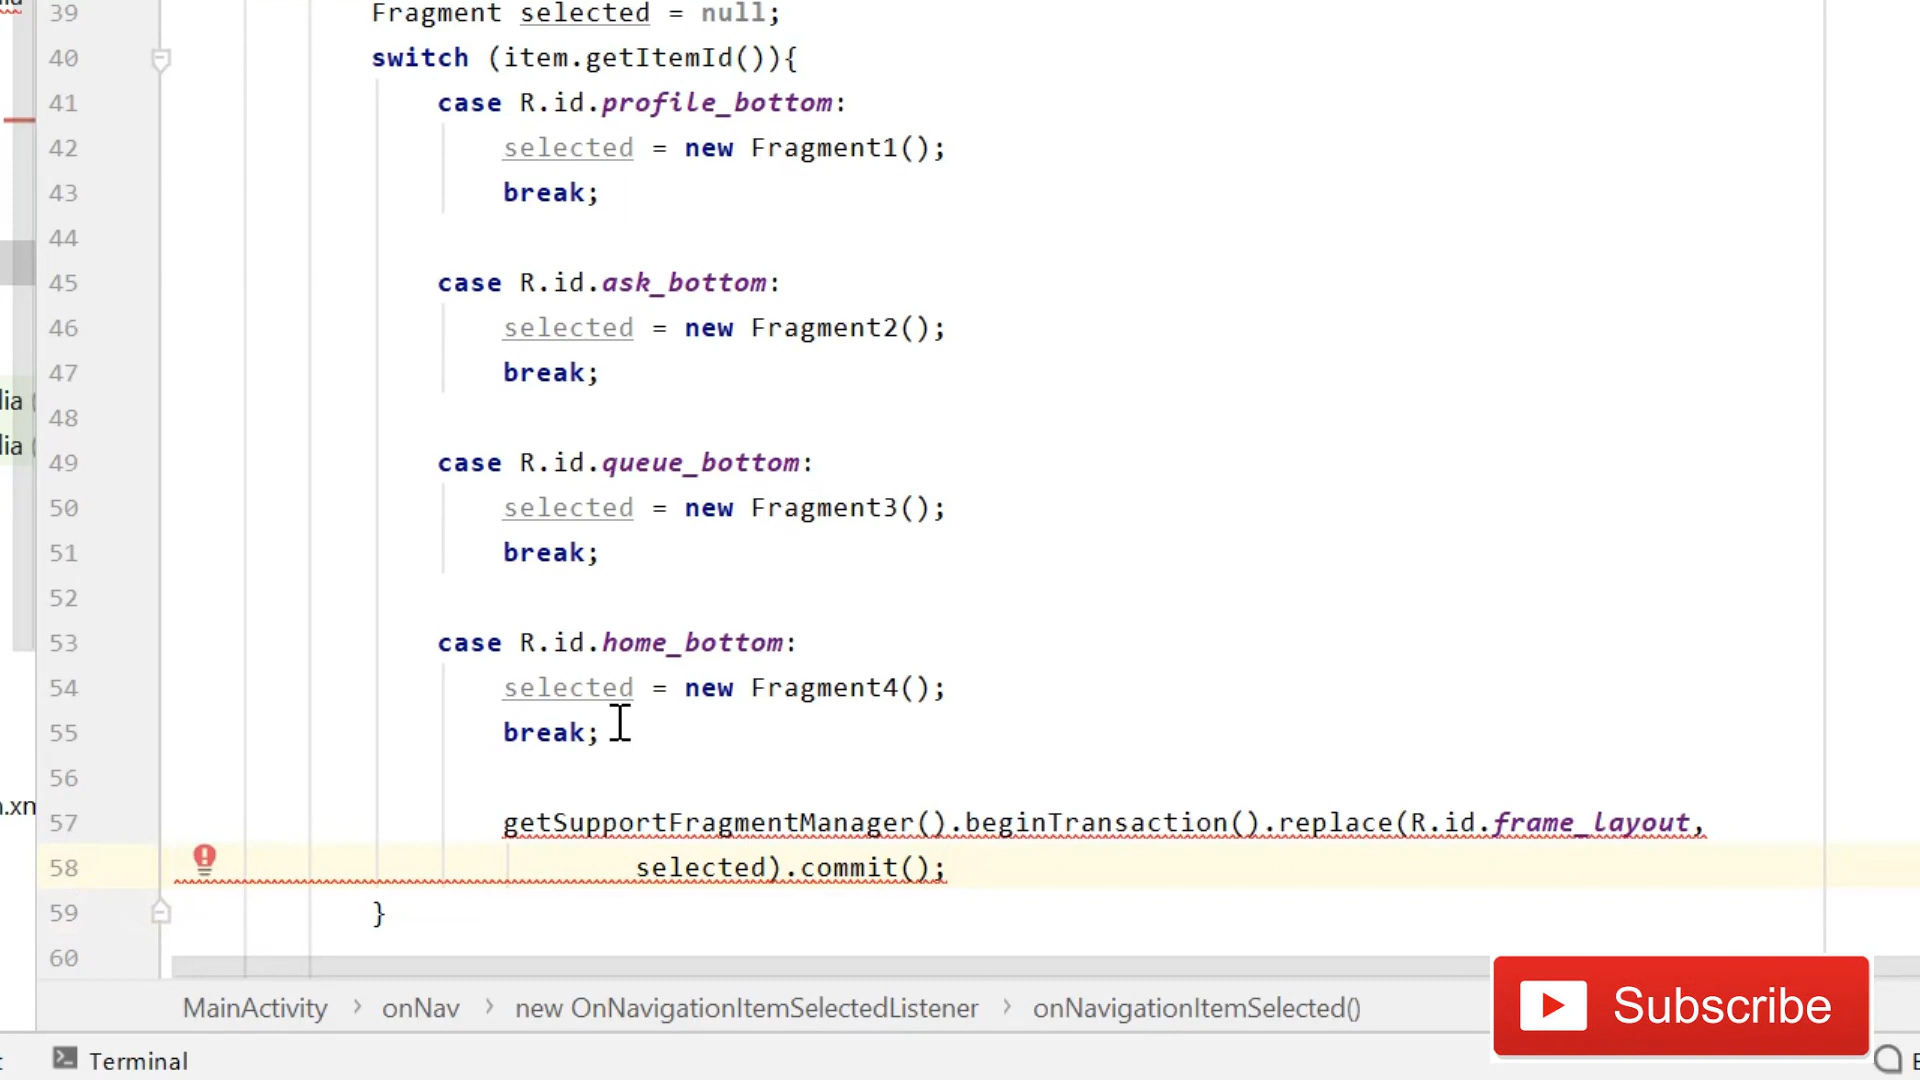 39 Fragment selected = null;
40 switch (item.getItemId()){
41 case R.id.profile_bottom:
42 selected = new Fragment1();
43 break;
44
45 case R.id.ask_bottom:
46 selected = new Fragment2();
47 break;
lia
48
lia
49 case R.id.queue_bottom:
50 selected = new Fragment3();
51 break;
52
53 case R.id.home_bottom:
54 selected = new Fragment4();
55 break;
56
.xn
57 getSupportFragmentManager().beginTransaction().replace(R.id.frame_layout,
58 selected).commit();
59 }
60
MainActivity > onNav > new OnNavigationItemSelectedListener > onNavigationItemSelected()
Subscribe
Terminal